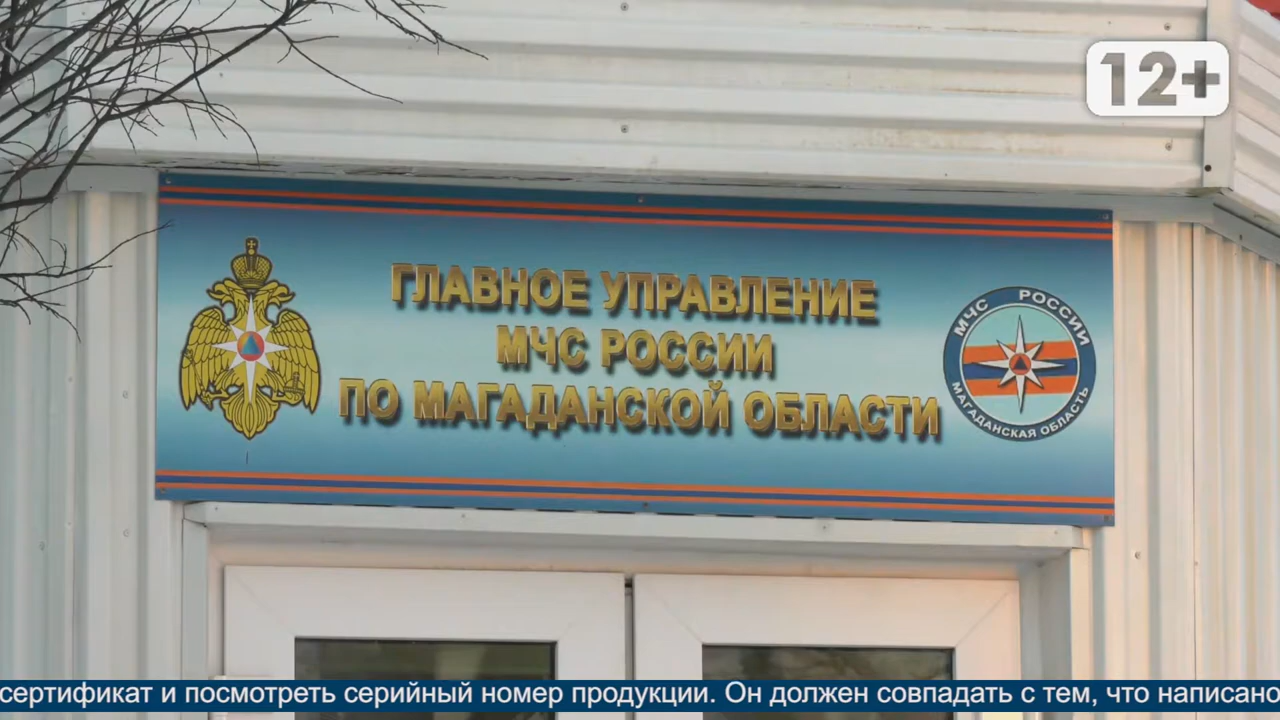 12+
ГЛАВНОЕ УПРАВЛЕНИЕ
МЧС РОССИИ
ПО МАГАДАНСКОЙ ОБЛАСТИ
МЧС РОССИИ
МАГАДАНСКАЯ ОБЛАСТЬ
сертификат и посмотреть серийный номер продукции. Он должен совпадать с тем, что написано